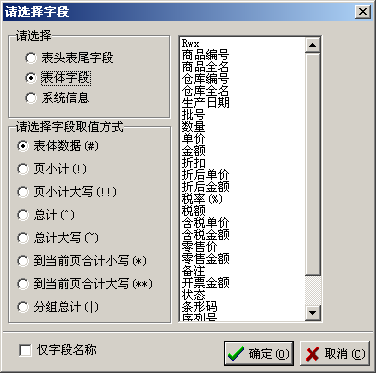 请选择字段
请选择
表头表尾字段
表体字段
系统信息
请选择字段取值方式
表体数据(#)
页小计(!)
页小计大写(!!)
总计(^)
总计大写(~)
到当前页合计小写(*)
到当前页合计大写(**)
分组总计(|)
Rwx
商品编号
商品全名
仓库编号
仓库全名
生产日期
批号
数量
单价
金额
折扣
折后单价
折后金额
税率(%)
税额
含税单价
含税金额
零售价
零售金额
备注
开票金额
状态
条形码
序列号
仅字段名称
确定(O)
取消(C)